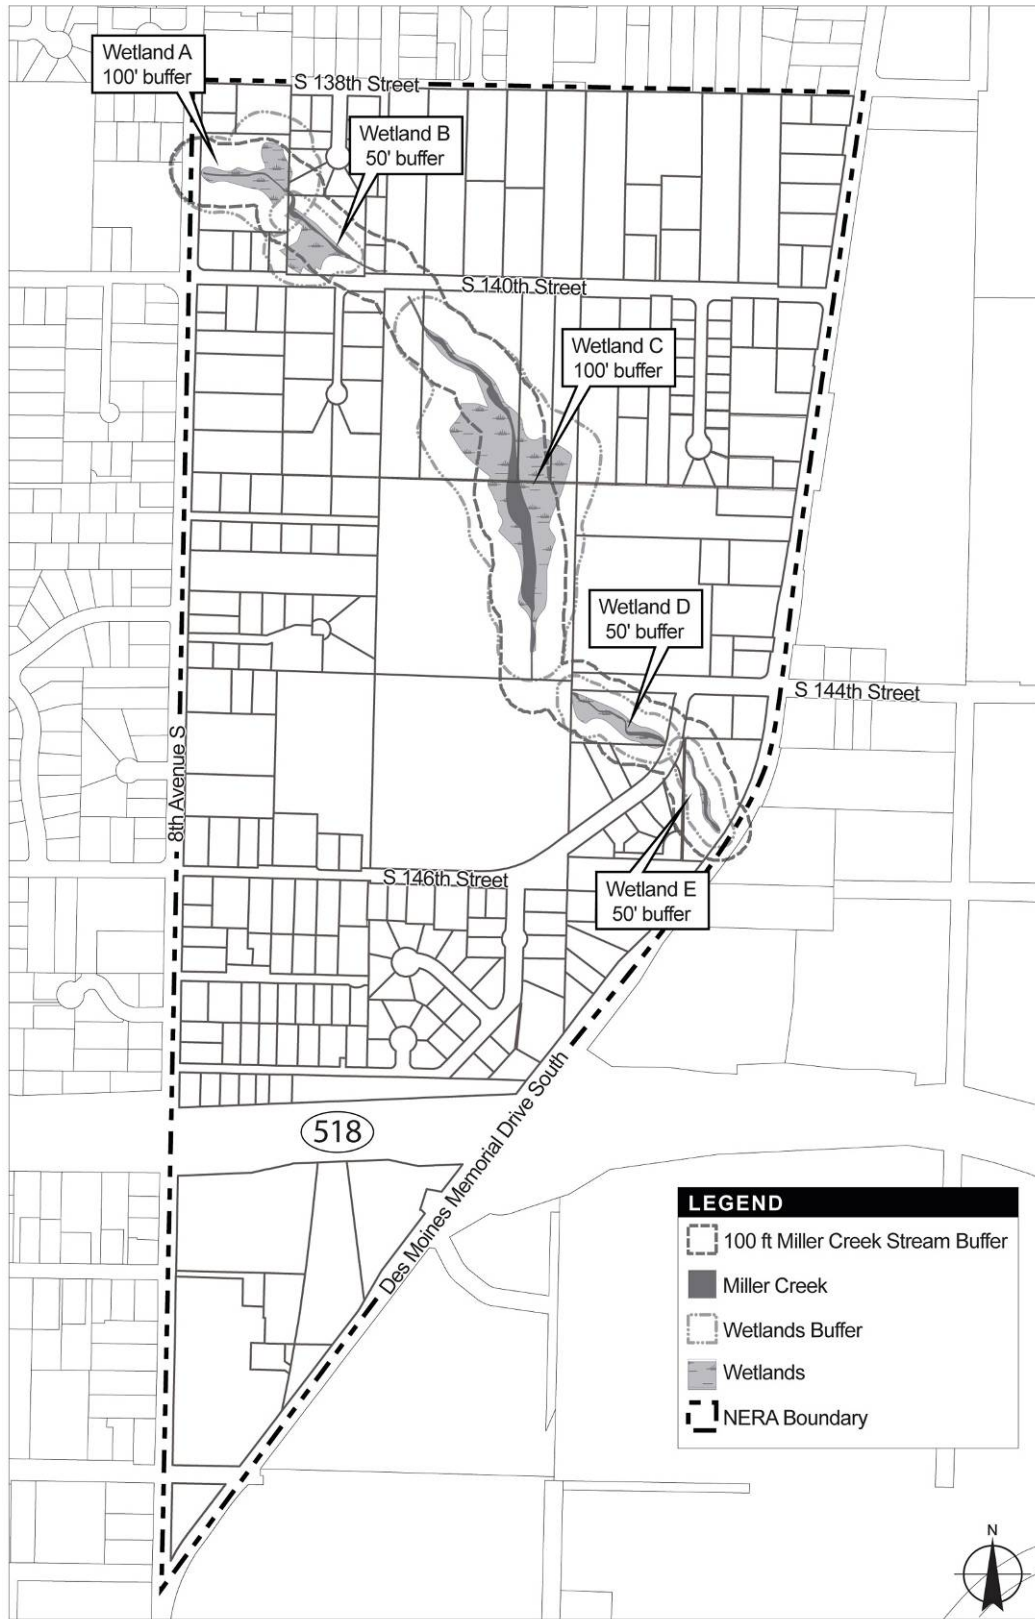 Wetland A
100' buffer
S 138th Street
Wetland B
50' buffer
S 140th Street
Wetland C
100' buffer
Wetland D
50' buffer
S 144th Street
8th Avenue S
S 146th Street
Wetland E
50' buffer
518
Des Moines Memorial Drive South
LEGEND
100 ft Miller Creek Stream Buffer
Miller Creek
Wetlands Buffer
Wetlands
NERA Boundary
N